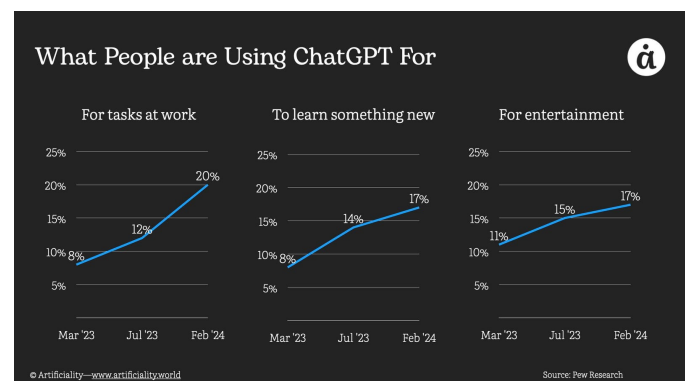 What People are Using ChatGPT For
ȧ
For tasks at work
25%
20%
15%
10%
5%
8%
12%
20%
Mar '23 Jul '23 Feb '24
To learn something new
25%
20%
15%
10%
5%
8%
14%
17%
Mar '23 Jul '23 Feb '24
For entertainment
25%
20%
15%
10%
5%
11%
15%
17%
Mar '23 Jul '23 Feb '24
© Artificiality—www.artificiality.world
Source: Pew Research